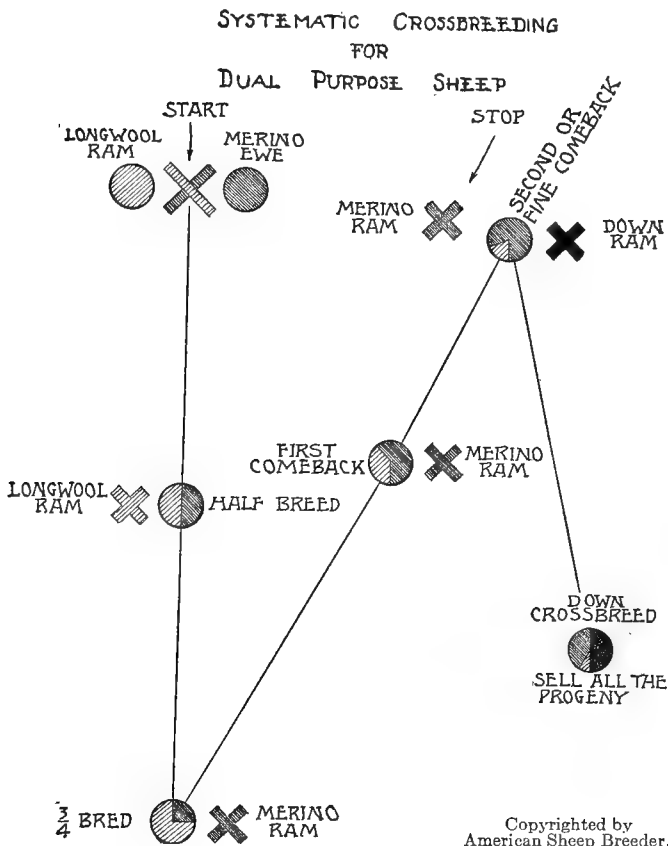 SYSTEMATIC CROSSBREEDING
FOR
DUAL PURPOSE SHEEP
START
LONGWOOL
RAM
MERINO
EWE
STOP
MERINO
RAM
SECOND OR
FINE COMEBACK
DOWN
RAM
FIRST
COMEBACK
MERINO
RAM
LONGWOOL
RAM
HALF BREED
DOWN
CROSSBREED
SELL ALL THE
PROGENY
3/4 BRED
MERINO
RAM
Copyrighted by
American Sheep Breeder.